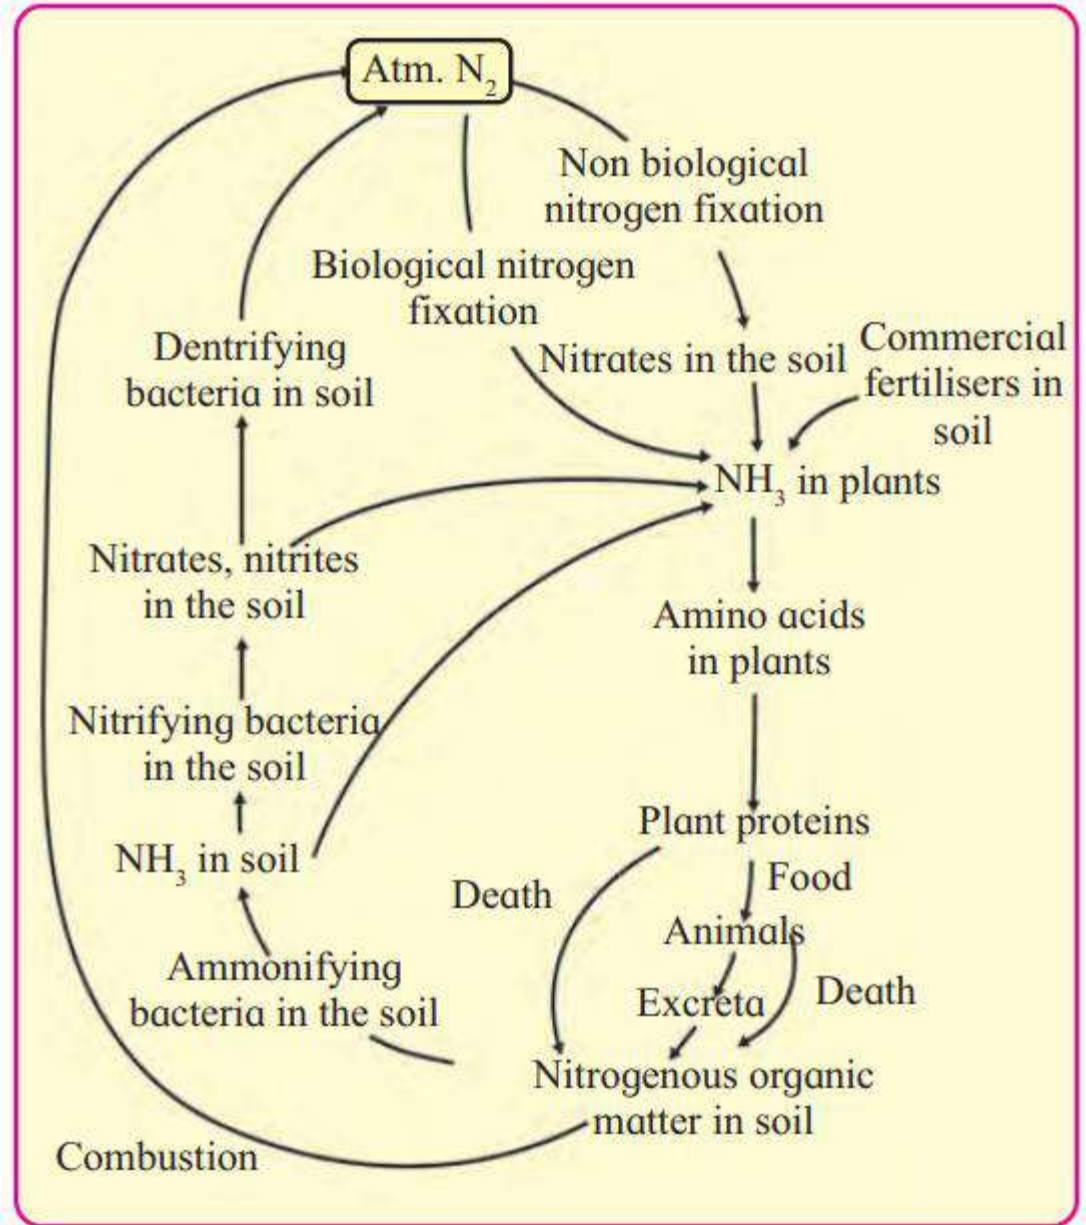 Atm. N₂
Non biological
nitrogen fixation
Biological nitrogen
fixation
Dentrifying
bacteria in soil
Nitrates in the soil
Commercial
fertilisers in
soil
NH₃ in plants
Nitrates, nitrites
in the soil
Amino acids
in plants
Nitrifying bacteria
in the soil
Plant proteins
NH₃ in soil
Food
Death
Animals
Ammonifying
bacteria in the soil
Excreta
Death
Nitrogenous organic
matter in soil
Combustion